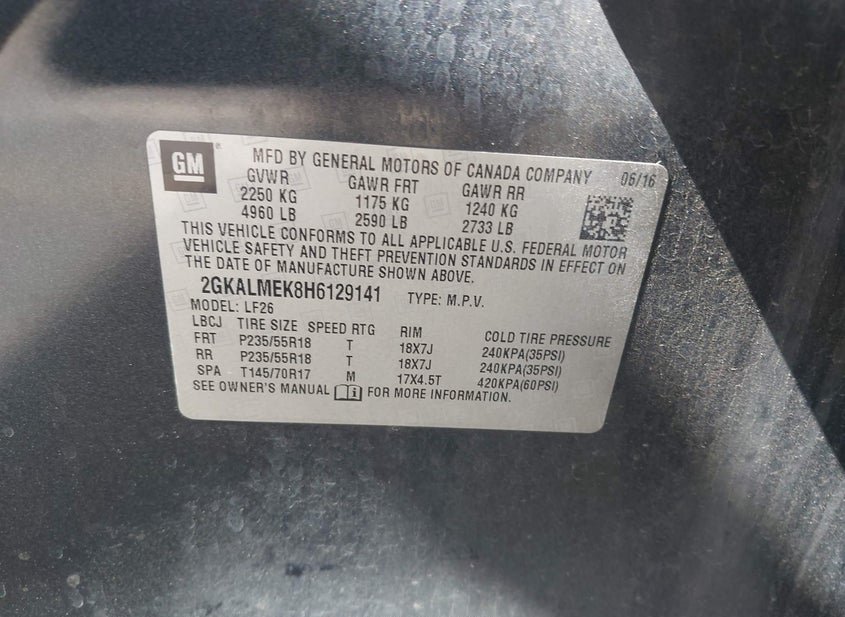 GM
MFD BY GENERAL MOTORS OF CANADA COMPANY 06/16
GVWR GAWR FRT GAWR RR
2250 KG 1175 KG 1240 KG
4960 LB 2590 LB 2733 LB
THIS VEHICLE CONFORMS TO ALL APPLICABLE U.S. FEDERAL MOTOR
VEHICLE SAFETY AND THEFT PREVENTION STANDARDS IN EFFECT ON
THE DATE OF MANUFACTURE SHOWN ABOVE.
2GKALMEK8H6129141 TYPE: M.P.V.
MODEL: LF26
LBCJ TIRE SIZE SPEED RTG RIM COLD TIRE PRESSURE
FRT P235/55R18 T 18X7J 240KPA(35PSI)
RR P235/55R18 T 18X7J 240KPA(35PSI)
SPA T145/70R17 M 17X4.5T 420KPA(60PSI)
SEE OWNER'S MANUAL FOR MORE INFORMATION.